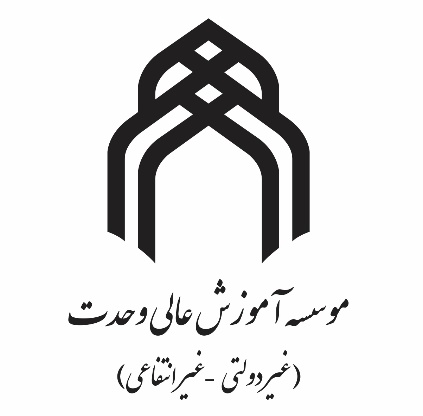 موسسه آموزش عالی وحدت
(غیردولتی - غیرانتفاعی)